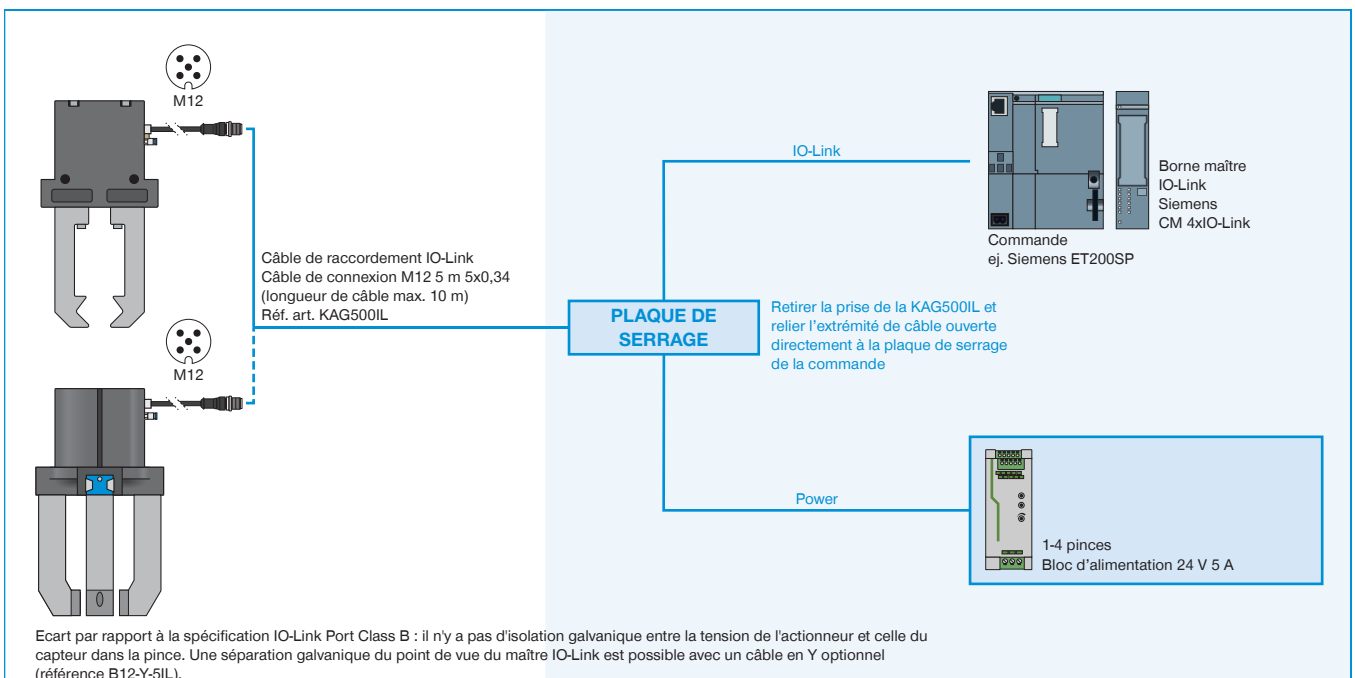 M12
IO-Link
Borne maître
IO-Link
Siemens
CM 4xIO-Link
Commande
ej. Siemens ET200SP
Câble de raccordement IO-Link
Câble de connexion M12 5 m 5x0,34
(longueur de câble max. 10 m)
Réf. art. KAG500IL
PLAQUE DE
SERRAGE
Retirer la prise de la KAG500IL et
relier l'extrémité de câble ouverte
directement à la plaque de serrage
de la commande
M12
Power
1-4 pinces
Bloc d'alimentation 24 V 5 A
Ecart par rapport à la spécification IO-Link Port Class B : il n'y a pas d'isolation galvanique entre la tension de l'actionneur et celle du
capteur dans la pince. Une séparation galvanique du point de vue du maître IO-Link est possible avec un câble en Y optionnel
(référence B12-Y-5IL).